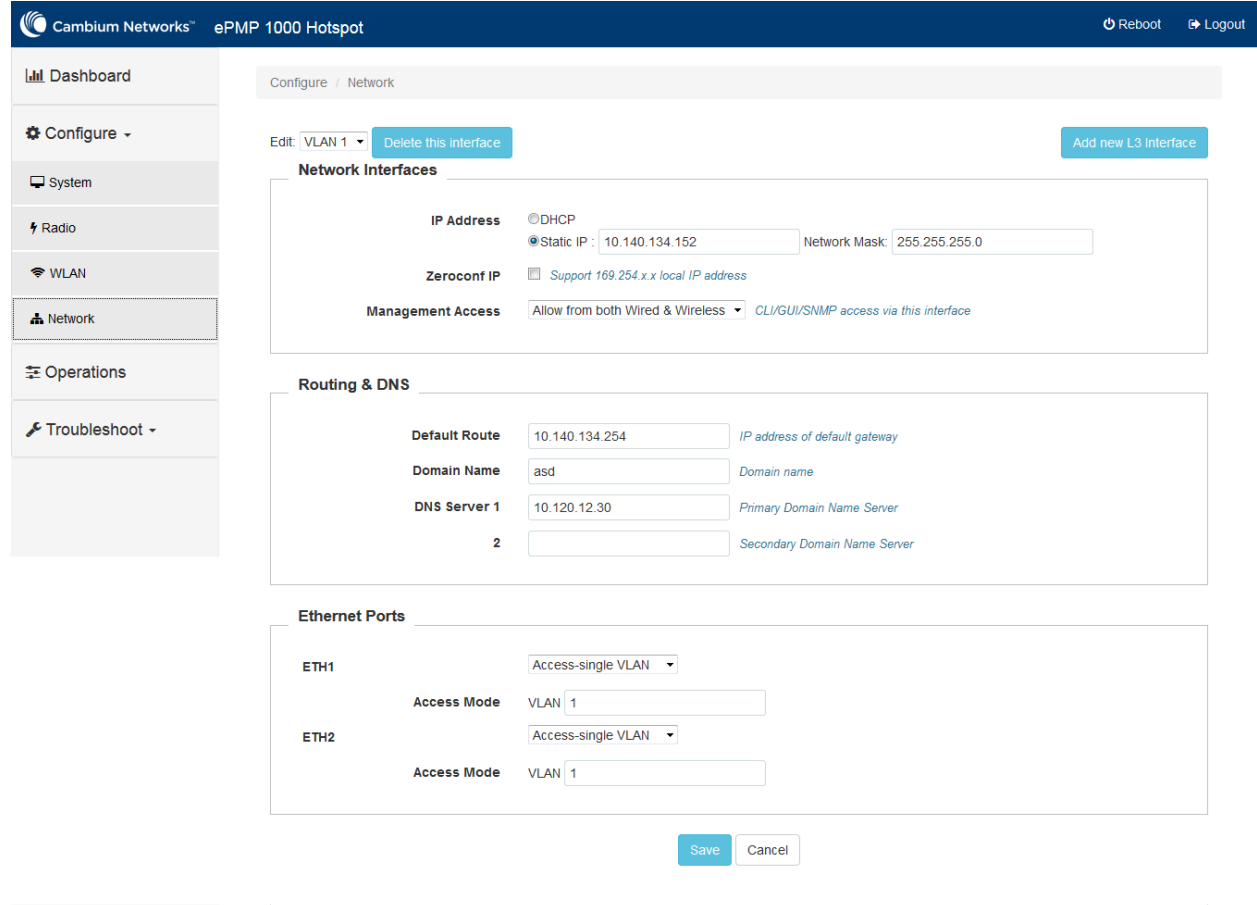 Cambium Networks™ ePMP 1000 Hotspot Reboot Logout
Dashboard
Configure
System
Radio
WLAN
Network
Operations
Troubleshoot
Configure / Network
Edit: VLAN 1 Delete this interface Add new L3 Interface
Network Interfaces
IP Address DHCP
Static IP : 10.140.134.152 Network Mask: 255.255.255.0
Zeroconf IP Support 169.254.x.x local IP address
Management Access Allow from both Wired & Wireless CLI/GUI/SNMP access via this interface
Routing & DNS
Default Route 10.140.134.254 IP address of default gateway
Domain Name asd Domain name
DNS Server 1 10.120.12.30 Primary Domain Name Server
2 Secondary Domain Name Server
Ethernet Ports
ETH1 Access-single VLAN
Access Mode VLAN 1
ETH2 Access-single VLAN
Access Mode VLAN 1
Save Cancel